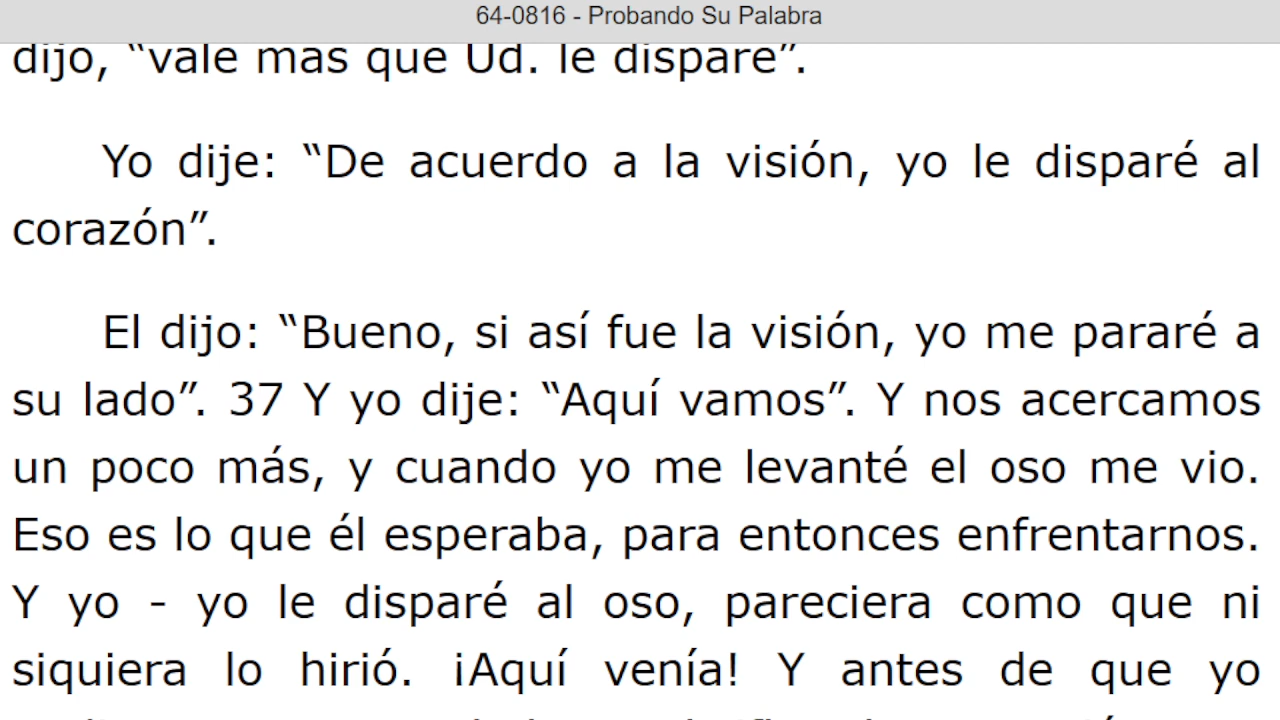 64-0816 - Probando Su Palabra
dijo, “vale mas que Ud. le dispare”.
Yo dije: “De acuerdo a la visión, yo le disparé al
corazón”.
El dijo: “Bueno, si así fue la visión, yo me pararé a
su lado”. 37 Y yo dije: “Aquí vamos”. Y nos acercamos
un poco más, y cuando yo me levanté el oso me vio.
Eso es lo que él esperaba, para entonces enfrentarnos.
Y yo - yo le disparé al oso, pareciera como que ni
siquiera lo hirió. ¡Aquí venía! Y antes de que yo